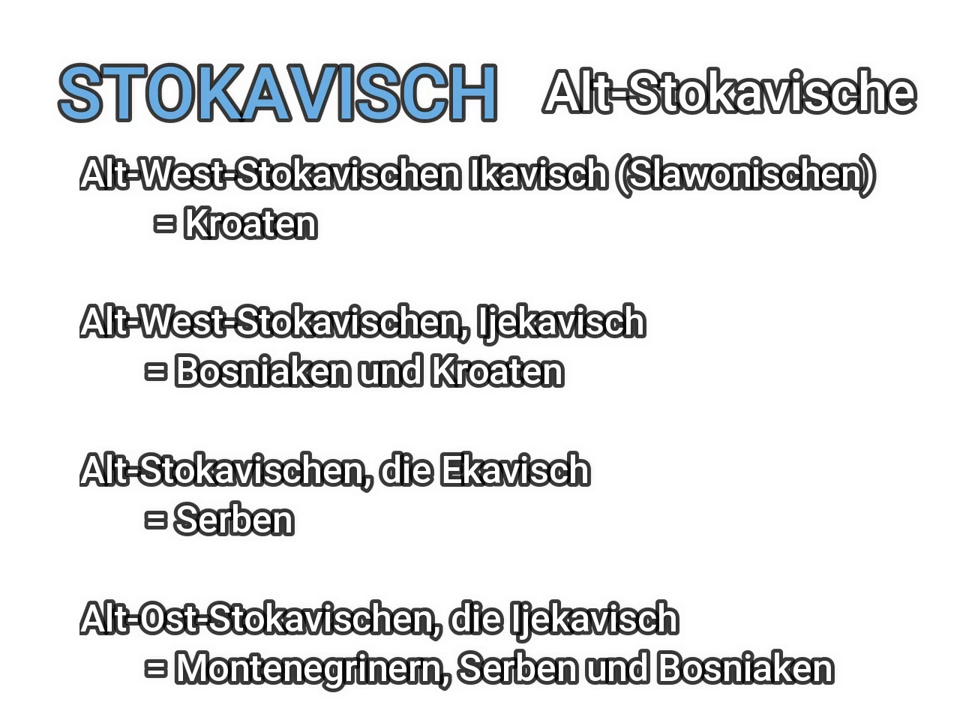 STOKAVISCH Alt-Stokavische
Alt-West-Stokavischen Ikavisch (Slawonischen)
= Kroaten
Alt-West-Stokavischen, Ijekavisch
= Bosniaken und Kroaten
Alt-Stokavischen, die Ekavisch
= Serben
Alt-Ost-Stokavischen, die Ijekavisch
= Montenegrinern, Serben und Bosniaken